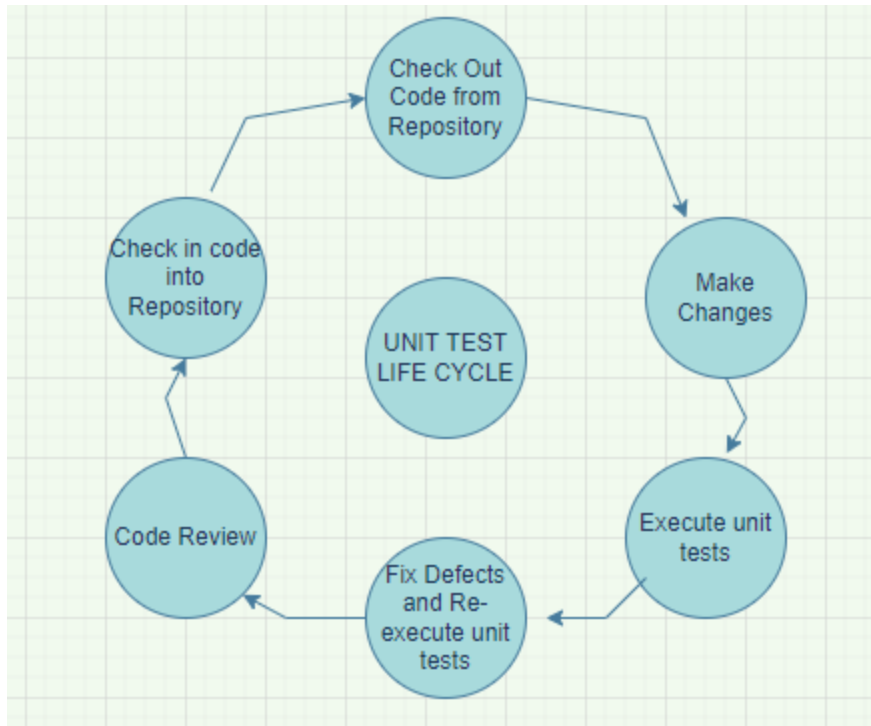 Check Out
Code from
Repository
Make
Changes
Execute unit
tests
Fix Defects
and Re-
execute unit
tests
Code Review
Check in code
into
Repository
UNIT TEST
LIFE CYCLE